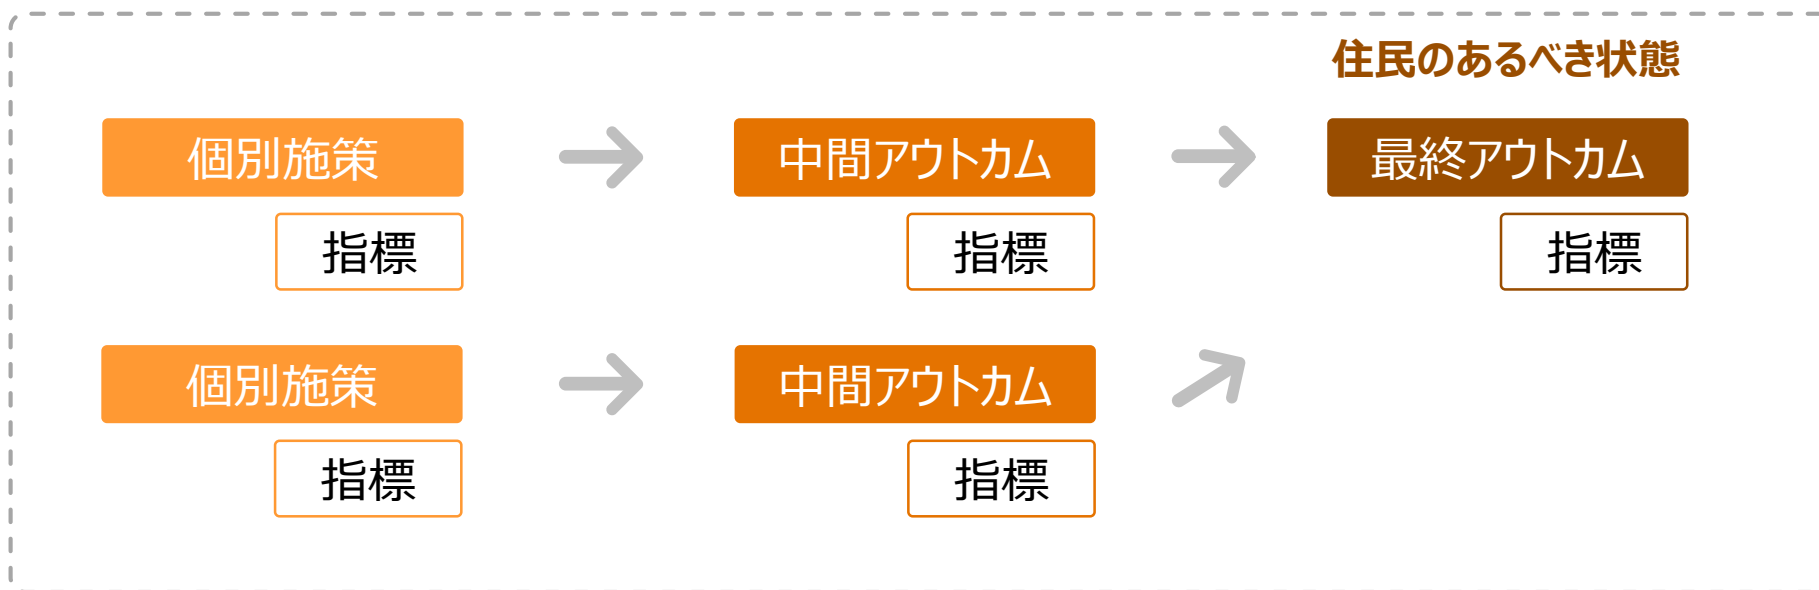 住民のあるべき状態
個別施策
中間アウトカム
最終アウトカム
指標
指標
指標
個別施策
中間アウトカム
指標
指標